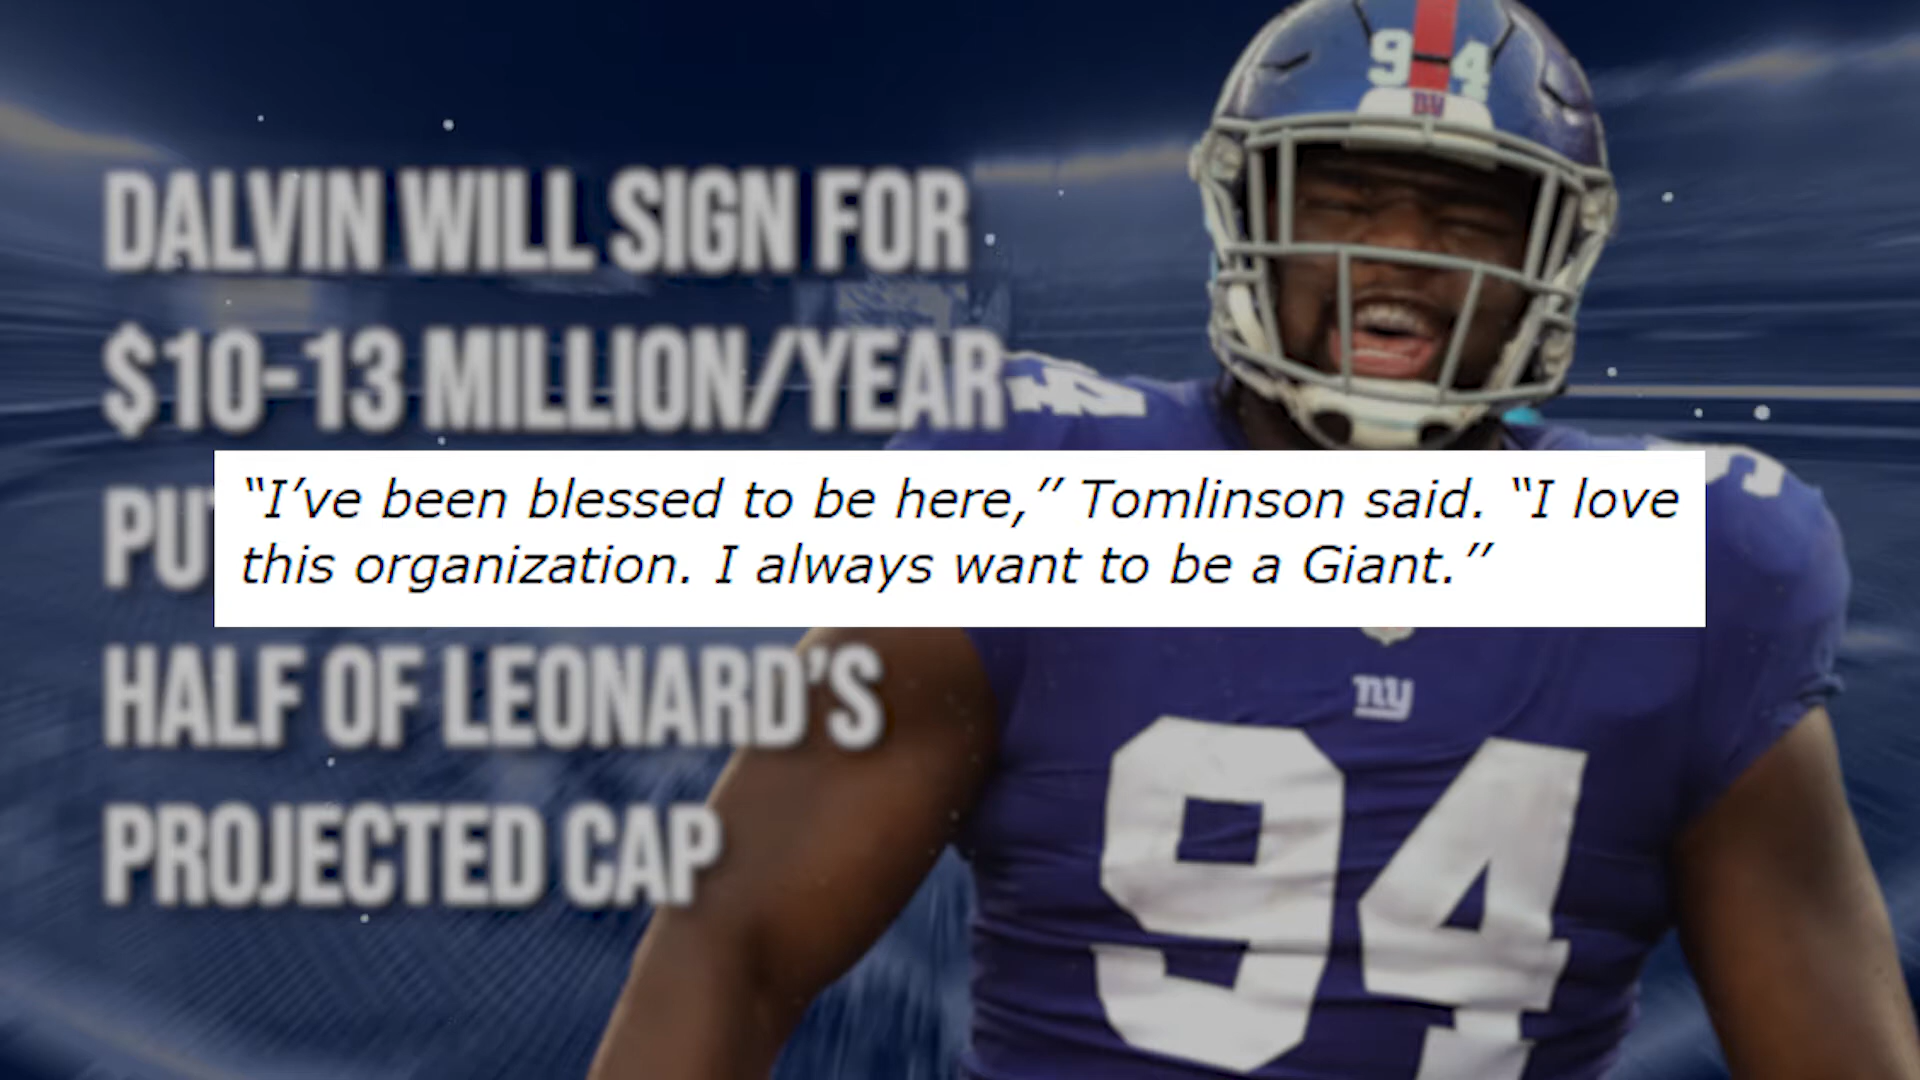 94
ny
DALVIN WILL SIGN FOR
$10-13 MILLION/YEAR
“I’ve been blessed to be here,” Tomlinson said. “I love
this organization. I always want to be a Giant.”
HALF OF LEONARD’S
PROJECTED CAP
ny
94